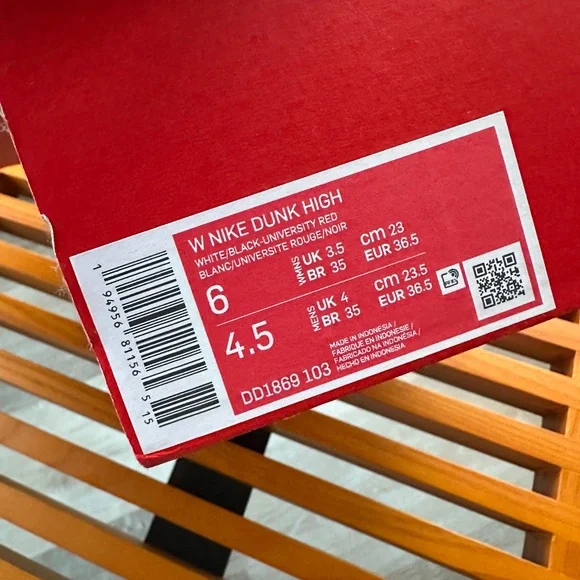 W NIKE DUNK HIGH
WHITE/BLACK-UNIVERSITY RED
BLANC/UNIVERSITE ROUGE/NOIR
6 WMNS UK 3.5 cm 23
BR 35 EUR 36.5
4.5 MENS UK 4 cm 23.5
BR 35 EUR 36.5
DD1869 103
MADE IN INDONESIA /
FABRIQUE EN INDONESIE /
FABRICADO NA INDONÉSIA /
HECHO EN INDONESIA
1 94956 81156 5 15